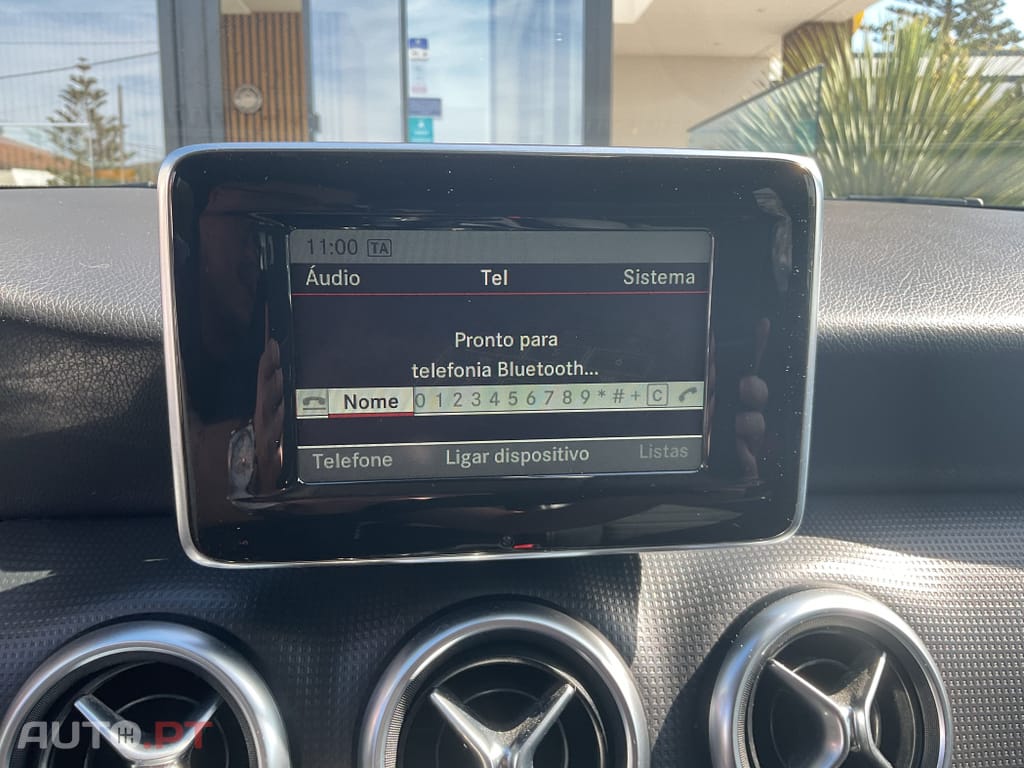 11:00 TA
Áudio Tel Sistema
Pronto para
telefonia Bluetooth...
Nome 0 1 2 3 4 5 6 7 8 9 * # + C
Telefone Ligar dispositivo Listas
AUTO.PT